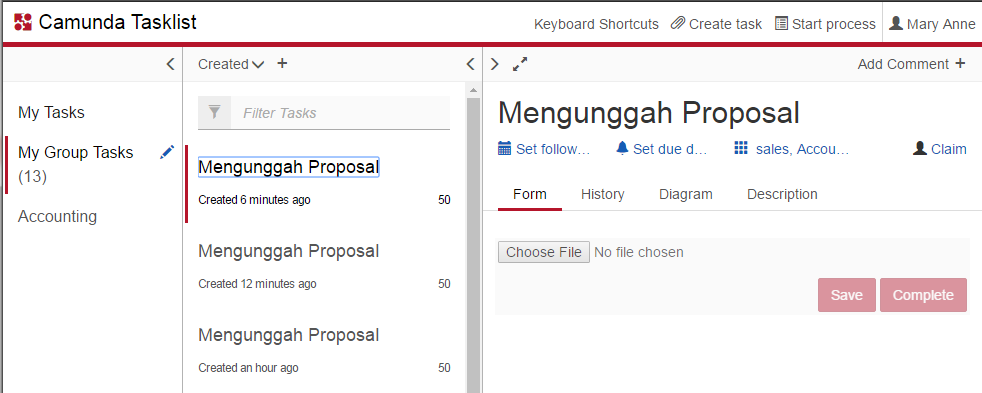 Camunda Tasklist
Keyboard Shortcuts Create task Start process Mary Anne
Created +
Add Comment +
My Tasks
My Group Tasks
(13)
Accounting
Filter Tasks
Mengunggah Proposal
Created 6 minutes ago 50
Mengunggah Proposal
Created 12 minutes ago 50
Mengunggah Proposal
Created an hour ago 50
Mengunggah Proposal
Set follow... Set due d... sales, Accou... Claim
Form History Diagram Description
Choose File No file chosen
Save Complete